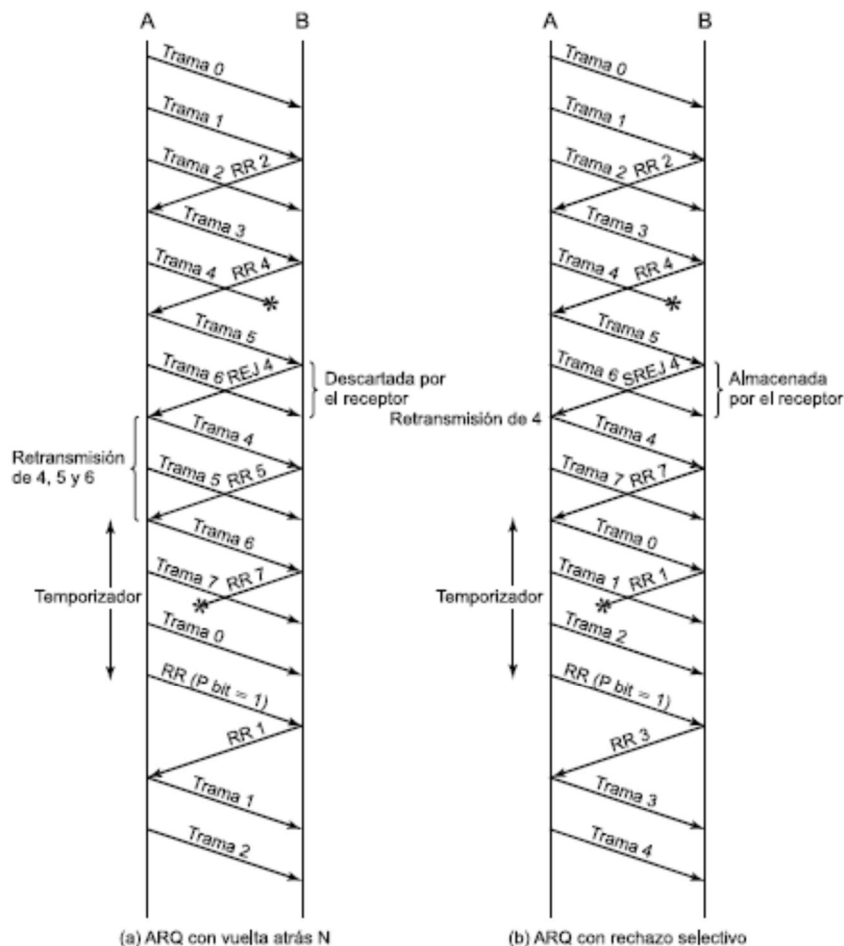 A
B
Trama 0
Trama 1
Trama 2
RR 2
Trama 3
Trama 4
RR 4
Trama 5
Trama 6
REJ 4
Descartada por
el receptor
Trama 4
Retransmisión
de 4, 5 y 6
Trama 5
RR 5
Trama 6
Trama 7
RR 7
Temporizador
Trama 0
RR (P bit = 1)
RR 1
Trama 1
Trama 2
(a) ARQ con vuelta atrás N
A
B
Trama 0
Trama 1
Trama 2
RR 2
Trama 3
Trama 4
RR 4
Trama 5
Trama 6
SREJ 4
Almacenada
por el receptor
Retransmisión de 4
Trama 4
Trama 7
RR 7
Trama 0
Trama 1
RR 1
Temporizador
Trama 2
RR (P bit = 1)
RR 3
Trama 3
Trama 4
(b) ARQ con rechazo selectivo